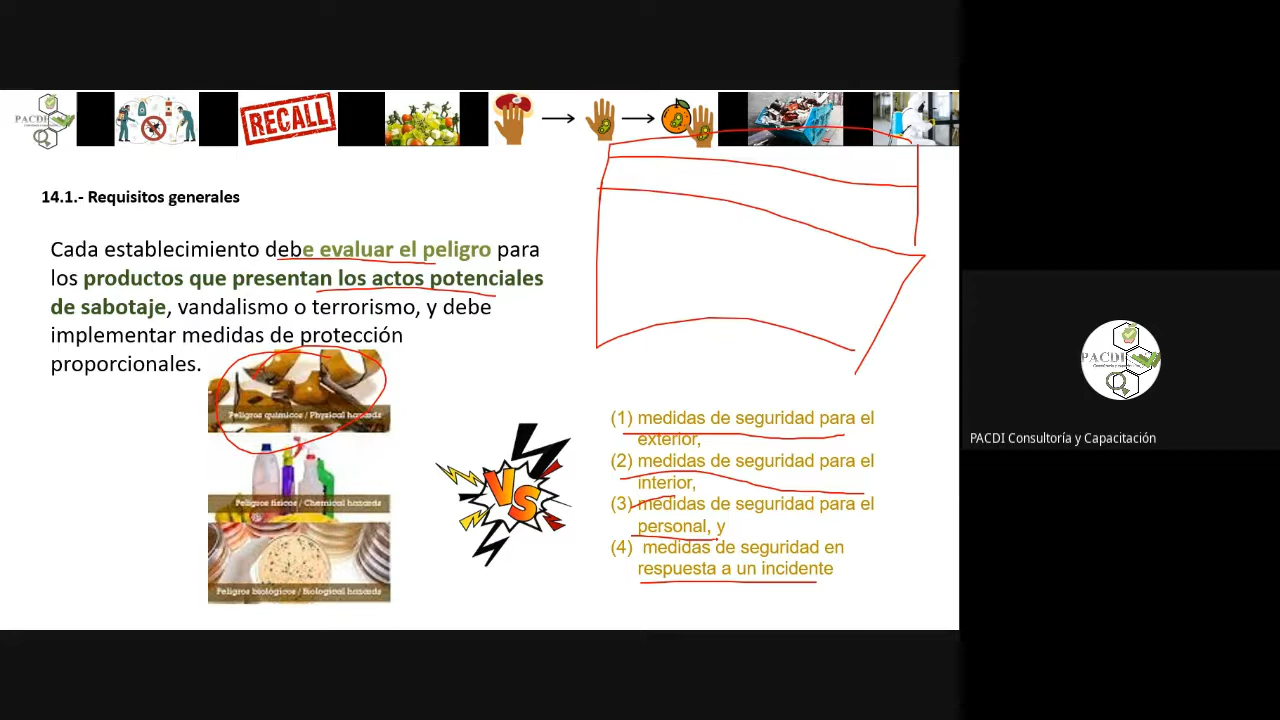 PACDI
RECALL
14.1.- Requisitos generales
Cada establecimiento debe evaluar el peligro para
los productos que presentan los actos potenciales
de sabotaje, vandalismo o terrorismo, y debe
implementar medidas de protección
proporcionales.
Peligros químicos / Physical hazards
Peligros físicos / Chemical hazards
Peligros biológicos / Biological hazards
VS
(1) medidas de seguridad para el
exterior,
(2) medidas de seguridad para el
interior,
(3) medidas de seguridad para el
personal, y
(4) medidas de seguridad en
respuesta a un incidente
PACDI
PACDI Consultoría y Capacitación